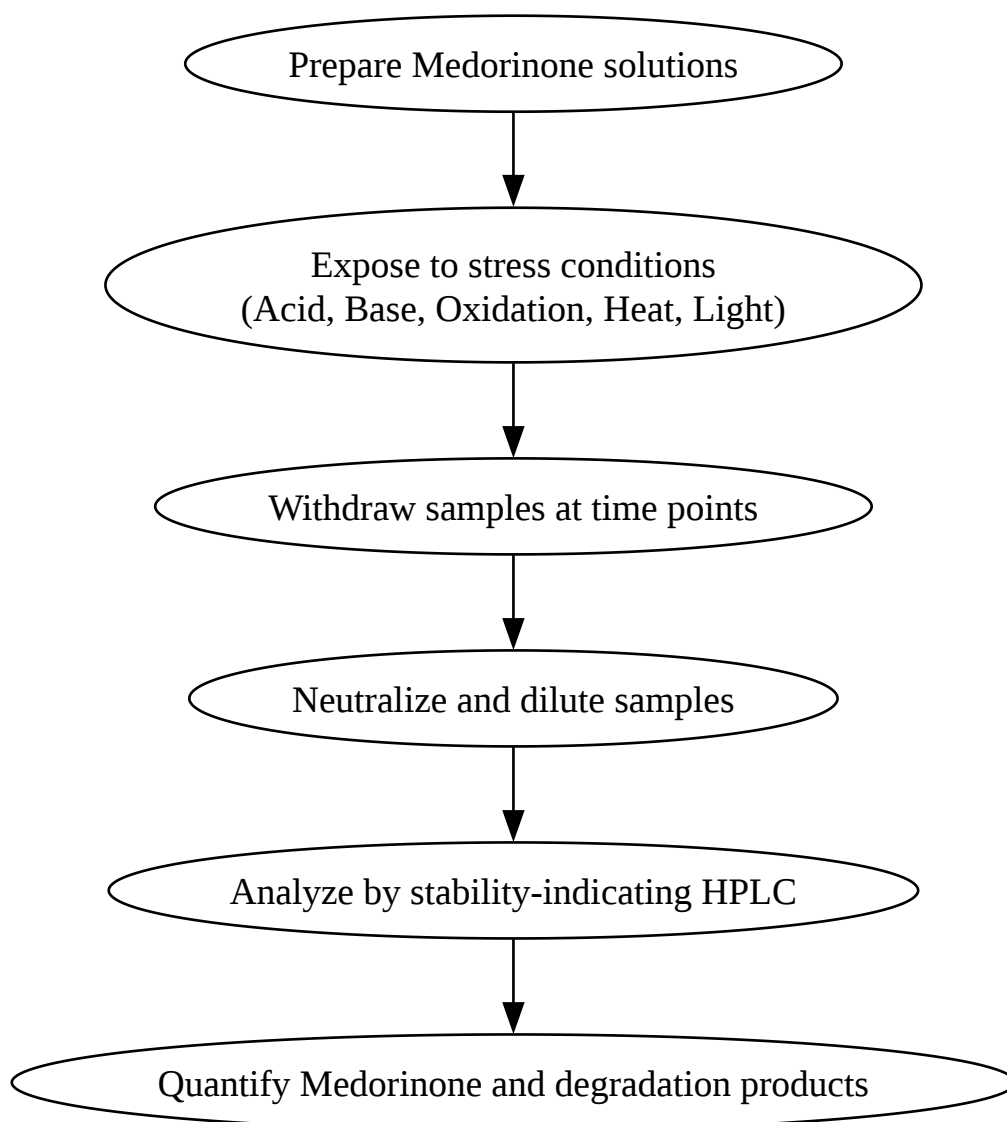 Prepare Medorinone solutions
Expose to stress conditions
(Acid, Base, Oxidation, Heat, Light)
Withdraw samples at time points
Neutralize and dilute samples
Analyze by stability-indicating HPLC
Quantify Medorinone and degradation products